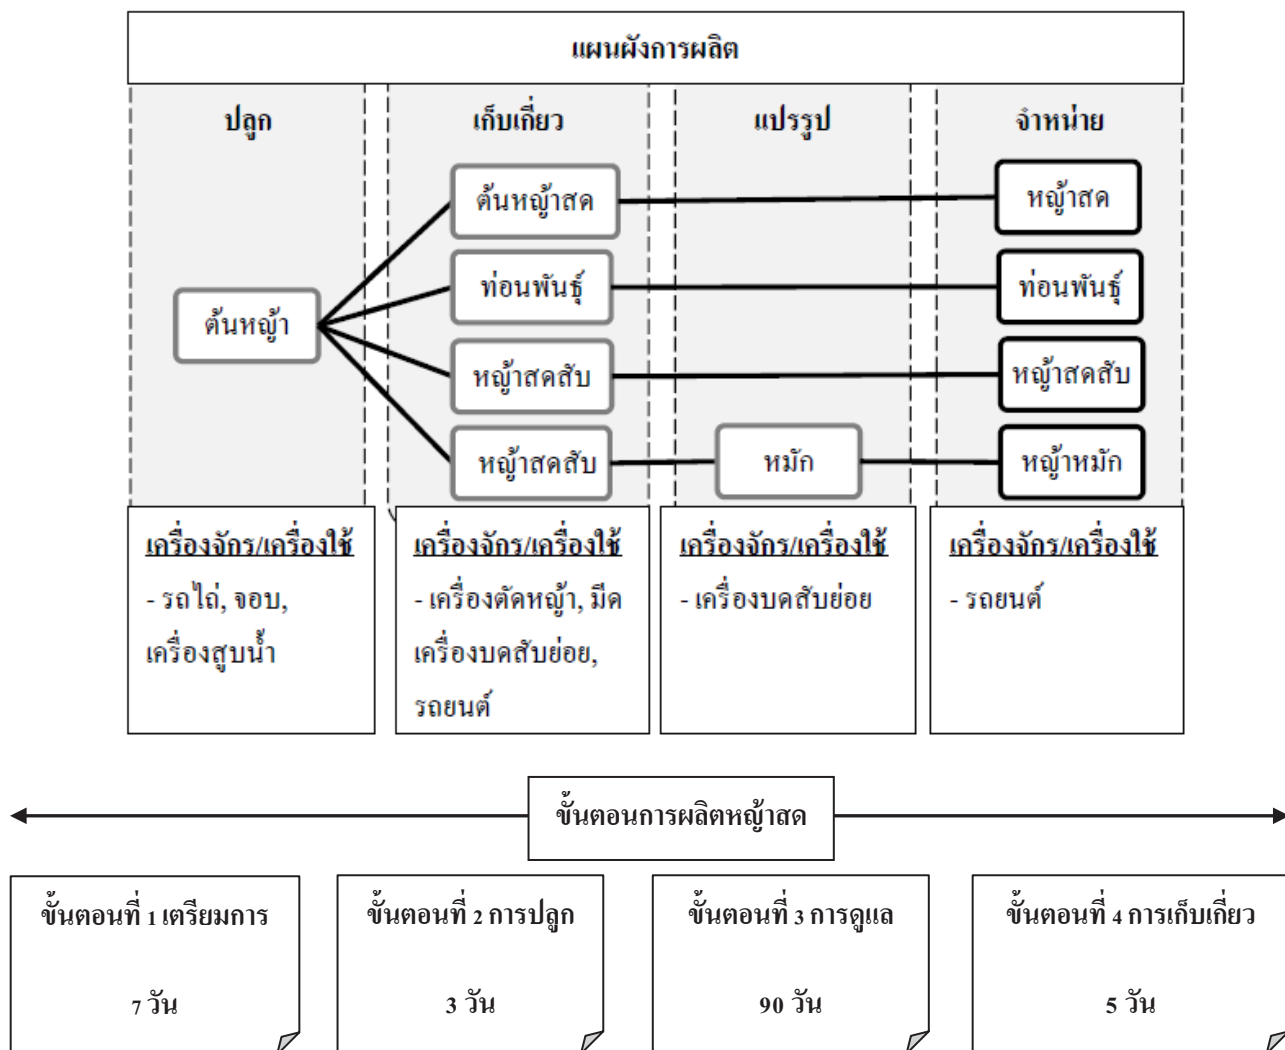 แผนผังการผลิต
ปลูก
เก็บเกี่ยว
แปรรูป
จำหน่าย
ต้นหญ้า
ต้นหญ้าสด
หญ้าสด
ท่อนพันธุ์
ท่อนพันธุ์
หญ้าสดสับ
หญ้าสดสับ
หญ้าสดสับ
หมัก
หญ้าหมัก
เครื่องจักร/เครื่องใช้
- รถไถ่, จอบ,
เครื่องสูบน้ำ
เครื่องจักร/เครื่องใช้
- เครื่องตัดหญ้า, มีด
เครื่องบดสับย่อย,
รถยนต์
เครื่องจักร/เครื่องใช้
- เครื่องบดสับย่อย
เครื่องจักร/เครื่องใช้
- รถยนต์
ขั้นตอนการผลิตหญ้าสด
ขั้นตอนที่ 1 เตรียมการ
7 วัน
ขั้นตอนที่ 2 การปลูก
3 วัน
ขั้นตอนที่ 3 การดูแล
90 วัน
ขั้นตอนที่ 4 การเก็บเกี่ยว
5 วัน